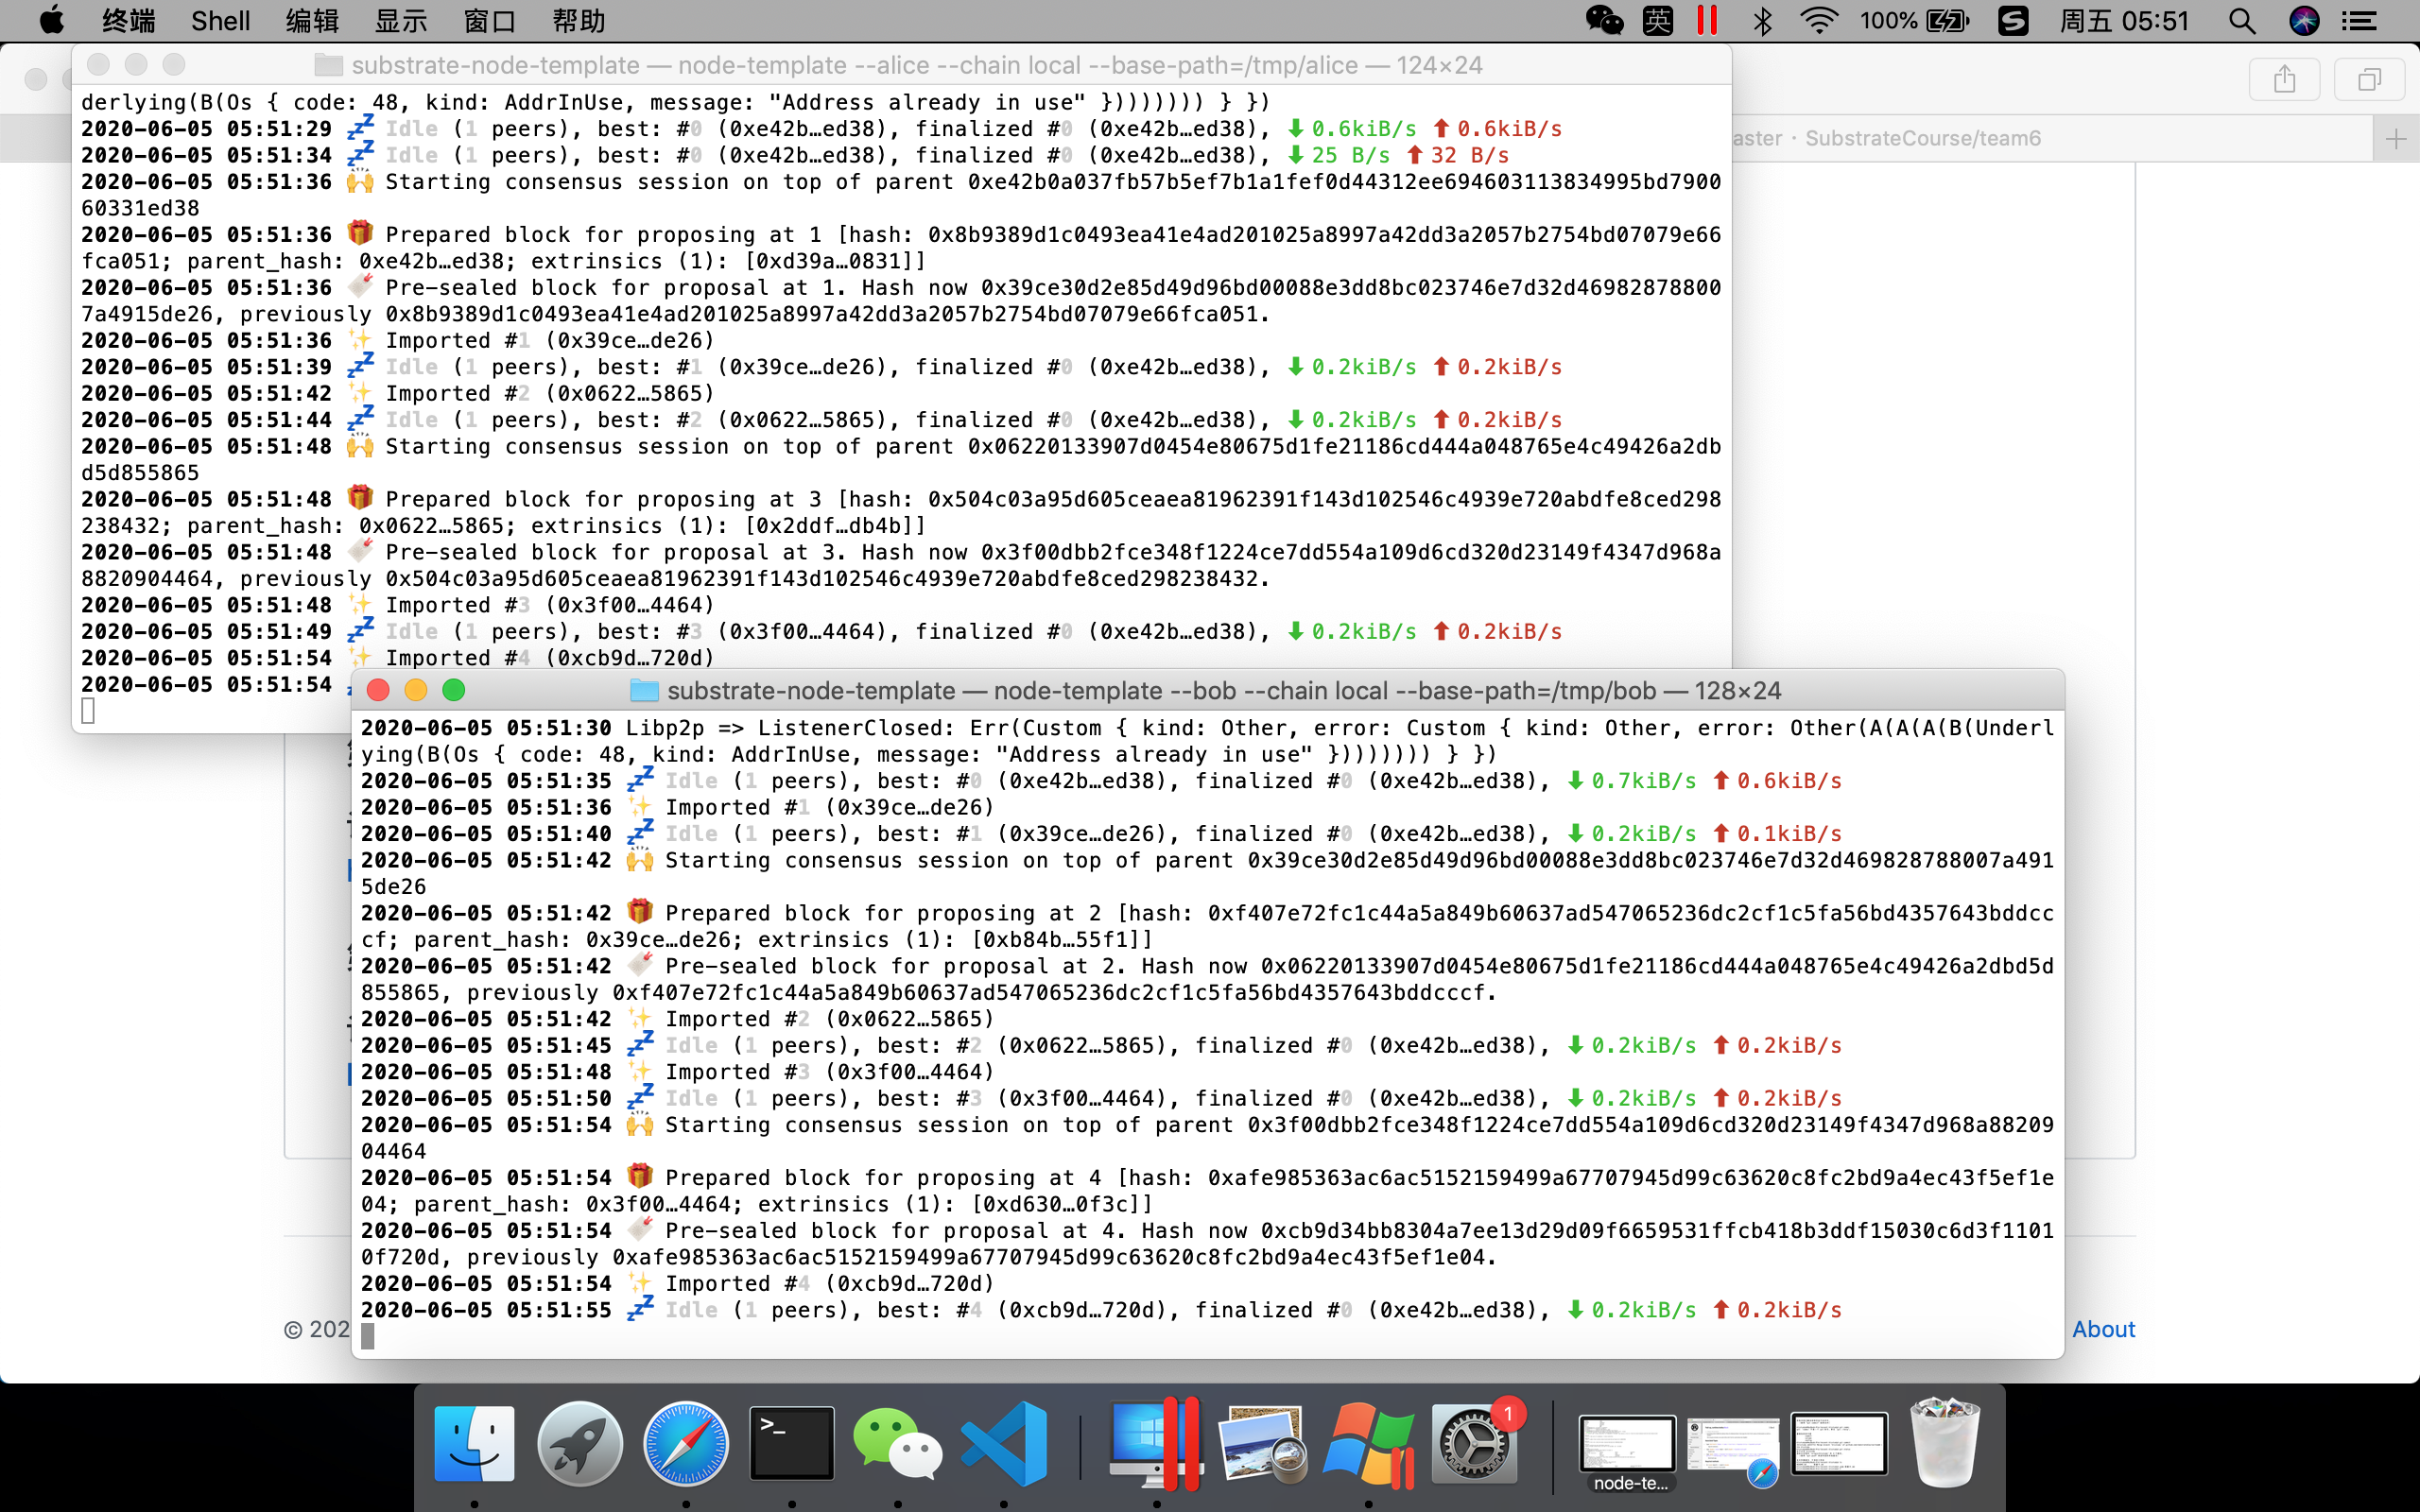 终端 Shell 编辑 显示 窗口 帮助 英 100% 周五 05:51
substrate-node-template — node-template --alice --chain local --base-path=/tmp/alice — 124×24
aster · SubstrateCourse/team6
derlying(B(Os { code: 48, kind: AddrInUse, message: "Address already in use" })))))))) } })
2020-06-05 05:51:29 💤 Idle (1 peers), best: #0 (0xe42b…ed38), finalized #0 (0xe42b…ed38), ⬇ 0.6kiB/s ⬆ 0.6kiB/s
2020-06-05 05:51:34 💤 Idle (1 peers), best: #0 (0xe42b…ed38), finalized #0 (0xe42b…ed38), ⬇ 25 B/s ⬆ 32 B/s
2020-06-05 05:51:36 🙌 Starting consensus session on top of parent 0xe42b0a037fb57b5ef7b1a1fef0d44312ee694603113834995bd7900
60331ed38
2020-06-05 05:51:36 🎁 Prepared block for proposing at 1 [hash: 0x8b9389d1c0493ea41e4ad201025a8997a42dd3a2057b2754bd07079e66
fca051; parent_hash: 0xe42b…ed38; extrinsics (1): [0xd39a…0831]]
2020-06-05 05:51:36 🔖 Pre-sealed block for proposal at 1. Hash now 0x39ce30d2e85d49d96bd00088e3dd8bc023746e7d32d46982878800
7a4915de26, previously 0x8b9389d1c0493ea41e4ad201025a8997a42dd3a2057b2754bd07079e66fca051.
2020-06-05 05:51:36 ✨ Imported #1 (0x39ce…de26)
2020-06-05 05:51:39 💤 Idle (1 peers), best: #1 (0x39ce…de26), finalized #0 (0xe42b…ed38), ⬇ 0.2kiB/s ⬆ 0.2kiB/s
2020-06-05 05:51:42 ✨ Imported #2 (0x0622…5865)
2020-06-05 05:51:44 💤 Idle (1 peers), best: #2 (0x0622…5865), finalized #0 (0xe42b…ed38), ⬇ 0.2kiB/s ⬆ 0.2kiB/s
2020-06-05 05:51:48 🙌 Starting consensus session on top of parent 0x06220133907d0454e80675d1fe21186cd444a048765e4c49426a2db
d5d855865
2020-06-05 05:51:48 🎁 Prepared block for proposing at 3 [hash: 0x504c03a95d605ceaea81962391f143d102546c4939e720abdfe8ced298
238432; parent_hash: 0x0622…5865; extrinsics (1): [0x2ddf…db4b]]
2020-06-05 05:51:48 🔖 Pre-sealed block for proposal at 3. Hash now 0x3f00dbb2fce348f1224ce7dd554a109d6cd320d23149f4347d968a
8820904464, previously 0x504c03a95d605ceaea81962391f143d102546c4939e720abdfe8ced298238432.
2020-06-05 05:51:48 ✨ Imported #3 (0x3f00…4464)
2020-06-05 05:51:49 💤 Idle (1 peers), best: #3 (0x3f00…4464), finalized #0 (0xe42b…ed38), ⬇ 0.2kiB/s ⬆ 0.2kiB/s
2020-06-05 05:51:54 ✨ Imported #4 (0xcb9d…720d)
2020-06-05 05:51:54
substrate-node-template — node-template --bob --chain local --base-path=/tmp/bob — 128×24
2020-06-05 05:51:30 Libp2p => ListenerClosed: Err(Custom { kind: Other, error: Custom { kind: Other, error: Other(A(A(A(B(Underl
ying(B(Os { code: 48, kind: AddrInUse, message: "Address already in use" })))))))) } })
2020-06-05 05:51:35 💤 Idle (1 peers), best: #0 (0xe42b…ed38), finalized #0 (0xe42b…ed38), ⬇ 0.7kiB/s ⬆ 0.6kiB/s
2020-06-05 05:51:36 ✨ Imported #1 (0x39ce…de26)
2020-06-05 05:51:40 💤 Idle (1 peers), best: #1 (0x39ce…de26), finalized #0 (0xe42b…ed38), ⬇ 0.2kiB/s ⬆ 0.1kiB/s
2020-06-05 05:51:42 🙌 Starting consensus session on top of parent 0x39ce30d2e85d49d96bd00088e3dd8bc023746e7d32d469828788007a491
5de26
2020-06-05 05:51:42 🎁 Prepared block for proposing at 2 [hash: 0xf407e72fc1c44a5a849b60637ad547065236dc2cf1c5fa56bd4357643bddcc
cf; parent_hash: 0x39ce…de26; extrinsics (1): [0xb84b…55f1]]
2020-06-05 05:51:42 🔖 Pre-sealed block for proposal at 2. Hash now 0x06220133907d0454e80675d1fe21186cd444a048765e4c49426a2dbd5d
855865, previously 0xf407e72fc1c44a5a849b60637ad547065236dc2cf1c5fa56bd4357643bddcccf.
2020-06-05 05:51:42 ✨ Imported #2 (0x0622…5865)
2020-06-05 05:51:45 💤 Idle (1 peers), best: #2 (0x0622…5865), finalized #0 (0xe42b…ed38), ⬇ 0.2kiB/s ⬆ 0.2kiB/s
2020-06-05 05:51:48 ✨ Imported #3 (0x3f00…4464)
2020-06-05 05:51:50 💤 Idle (1 peers), best: #3 (0x3f00…4464), finalized #0 (0xe42b…ed38), ⬇ 0.2kiB/s ⬆ 0.2kiB/s
2020-06-05 05:51:54 🙌 Starting consensus session on top of parent 0x3f00dbb2fce348f1224ce7dd554a109d6cd320d23149f4347d968a88209
04464
2020-06-05 05:51:54 🎁 Prepared block for proposing at 4 [hash: 0xafe985363ac6ac5152159499a67707945d99c63620c8fc2bd9a4ec43f5ef1e
04; parent_hash: 0x3f00…4464; extrinsics (1): [0xd630…0f3c]]
2020-06-05 05:51:54 🔖 Pre-sealed block for proposal at 4. Hash now 0xcb9d34bb8304a7ee13d29d09f6659531ffcb418b3ddf15030c6d3f1101
0f720d, previously 0xafe985363ac6ac5152159499a67707945d99c63620c8fc2bd9a4ec43f5ef1e04.
2020-06-05 05:51:54 ✨ Imported #4 (0xcb9d…720d)
2020-06-05 05:51:55 💤 Idle (1 peers), best: #4 (0xcb9d…720d), finalized #0 (0xe42b…ed38), ⬇ 0.2kiB/s ⬆ 0.2kiB/s
© 202
About
1
node-te...